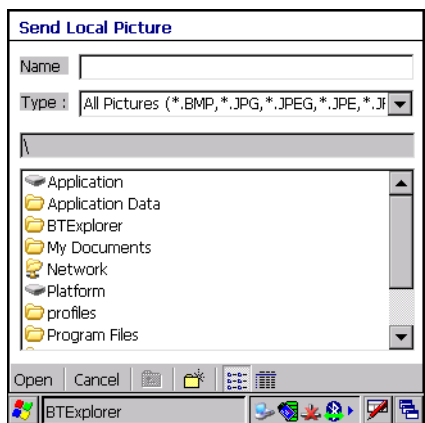 Send Local Picture
Name
Type : All Pictures (*.BMP,*.JPG,*.JPEG,*.JPE,*.JF
\
Application
Application Data
BTExplorer
My Documents
Network
Platform
profiles
Program Files
Open Cancel
BTExplorer